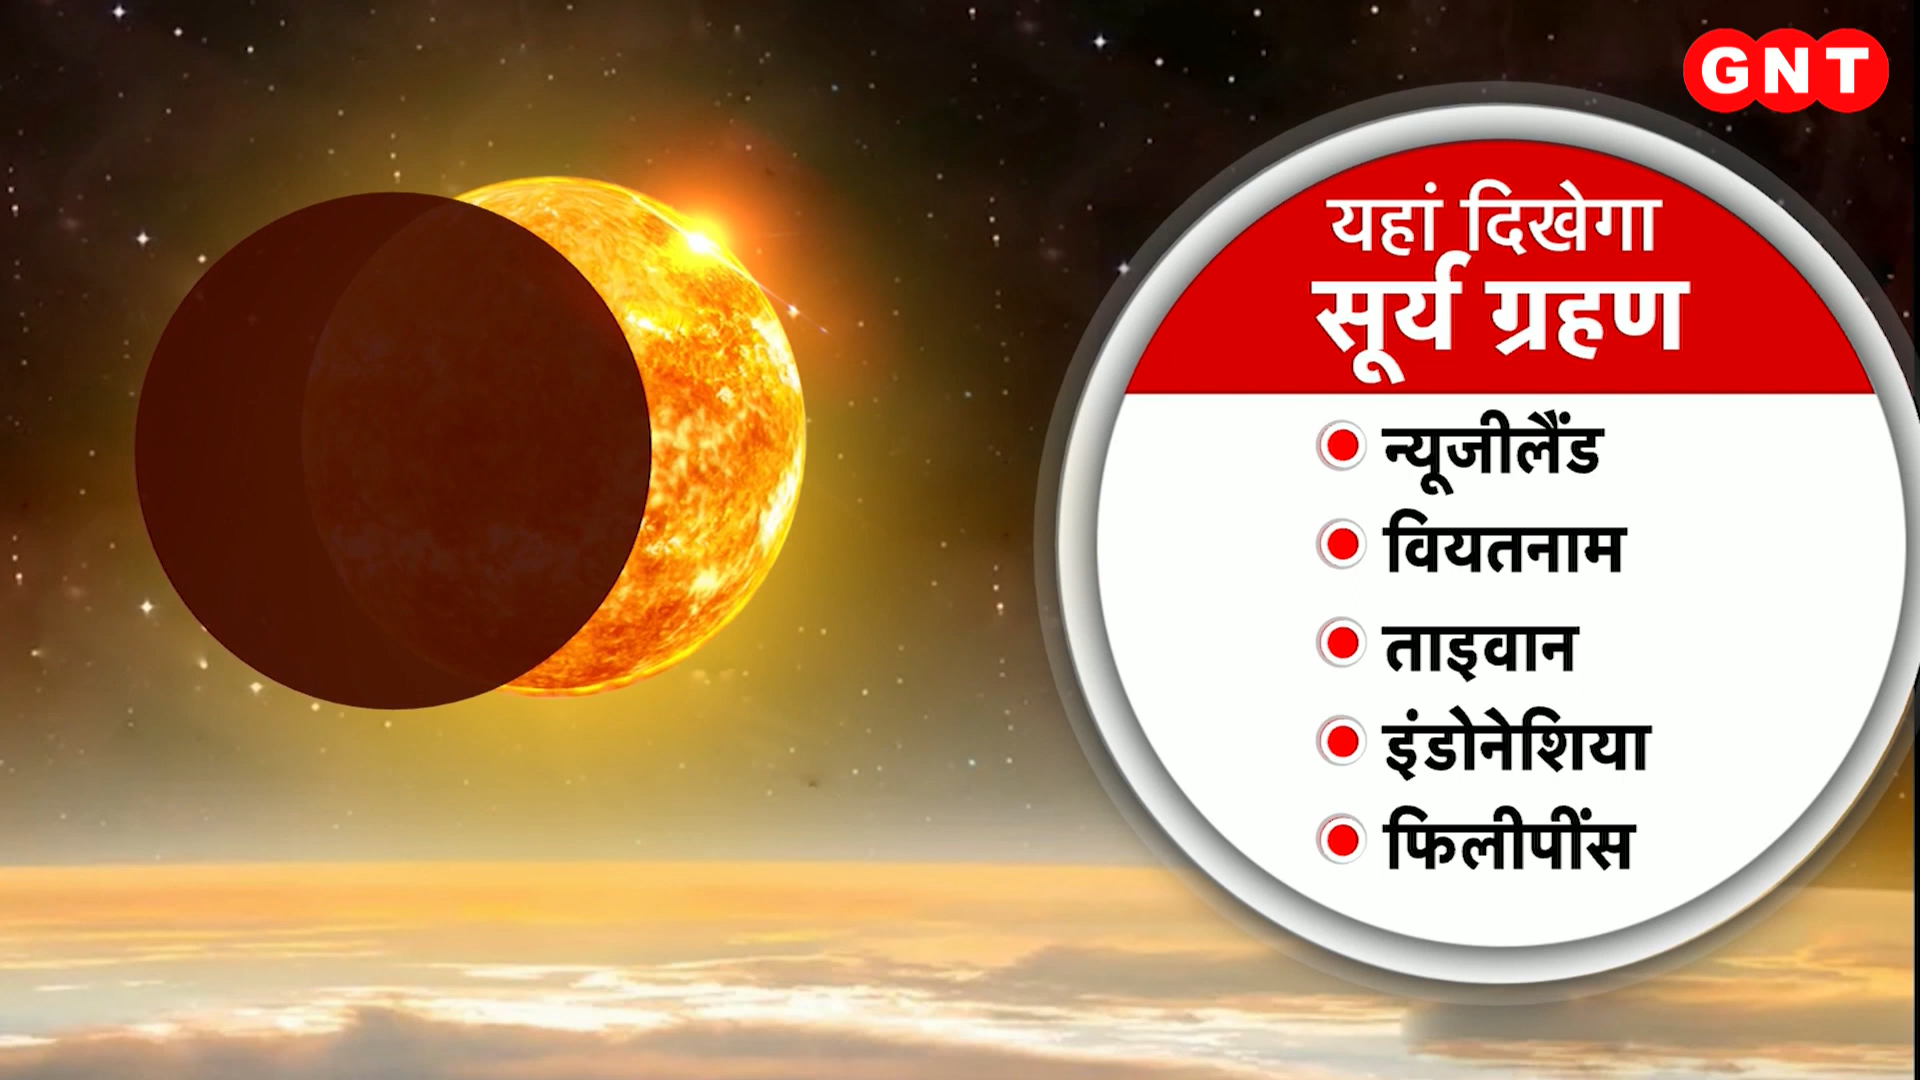 GNT
यहां दिखेगा
सूर्य ग्रहण
न्यूजीलैंड
वियतनाम
ताइवान
इंडोनेशिया
फिलीपींस